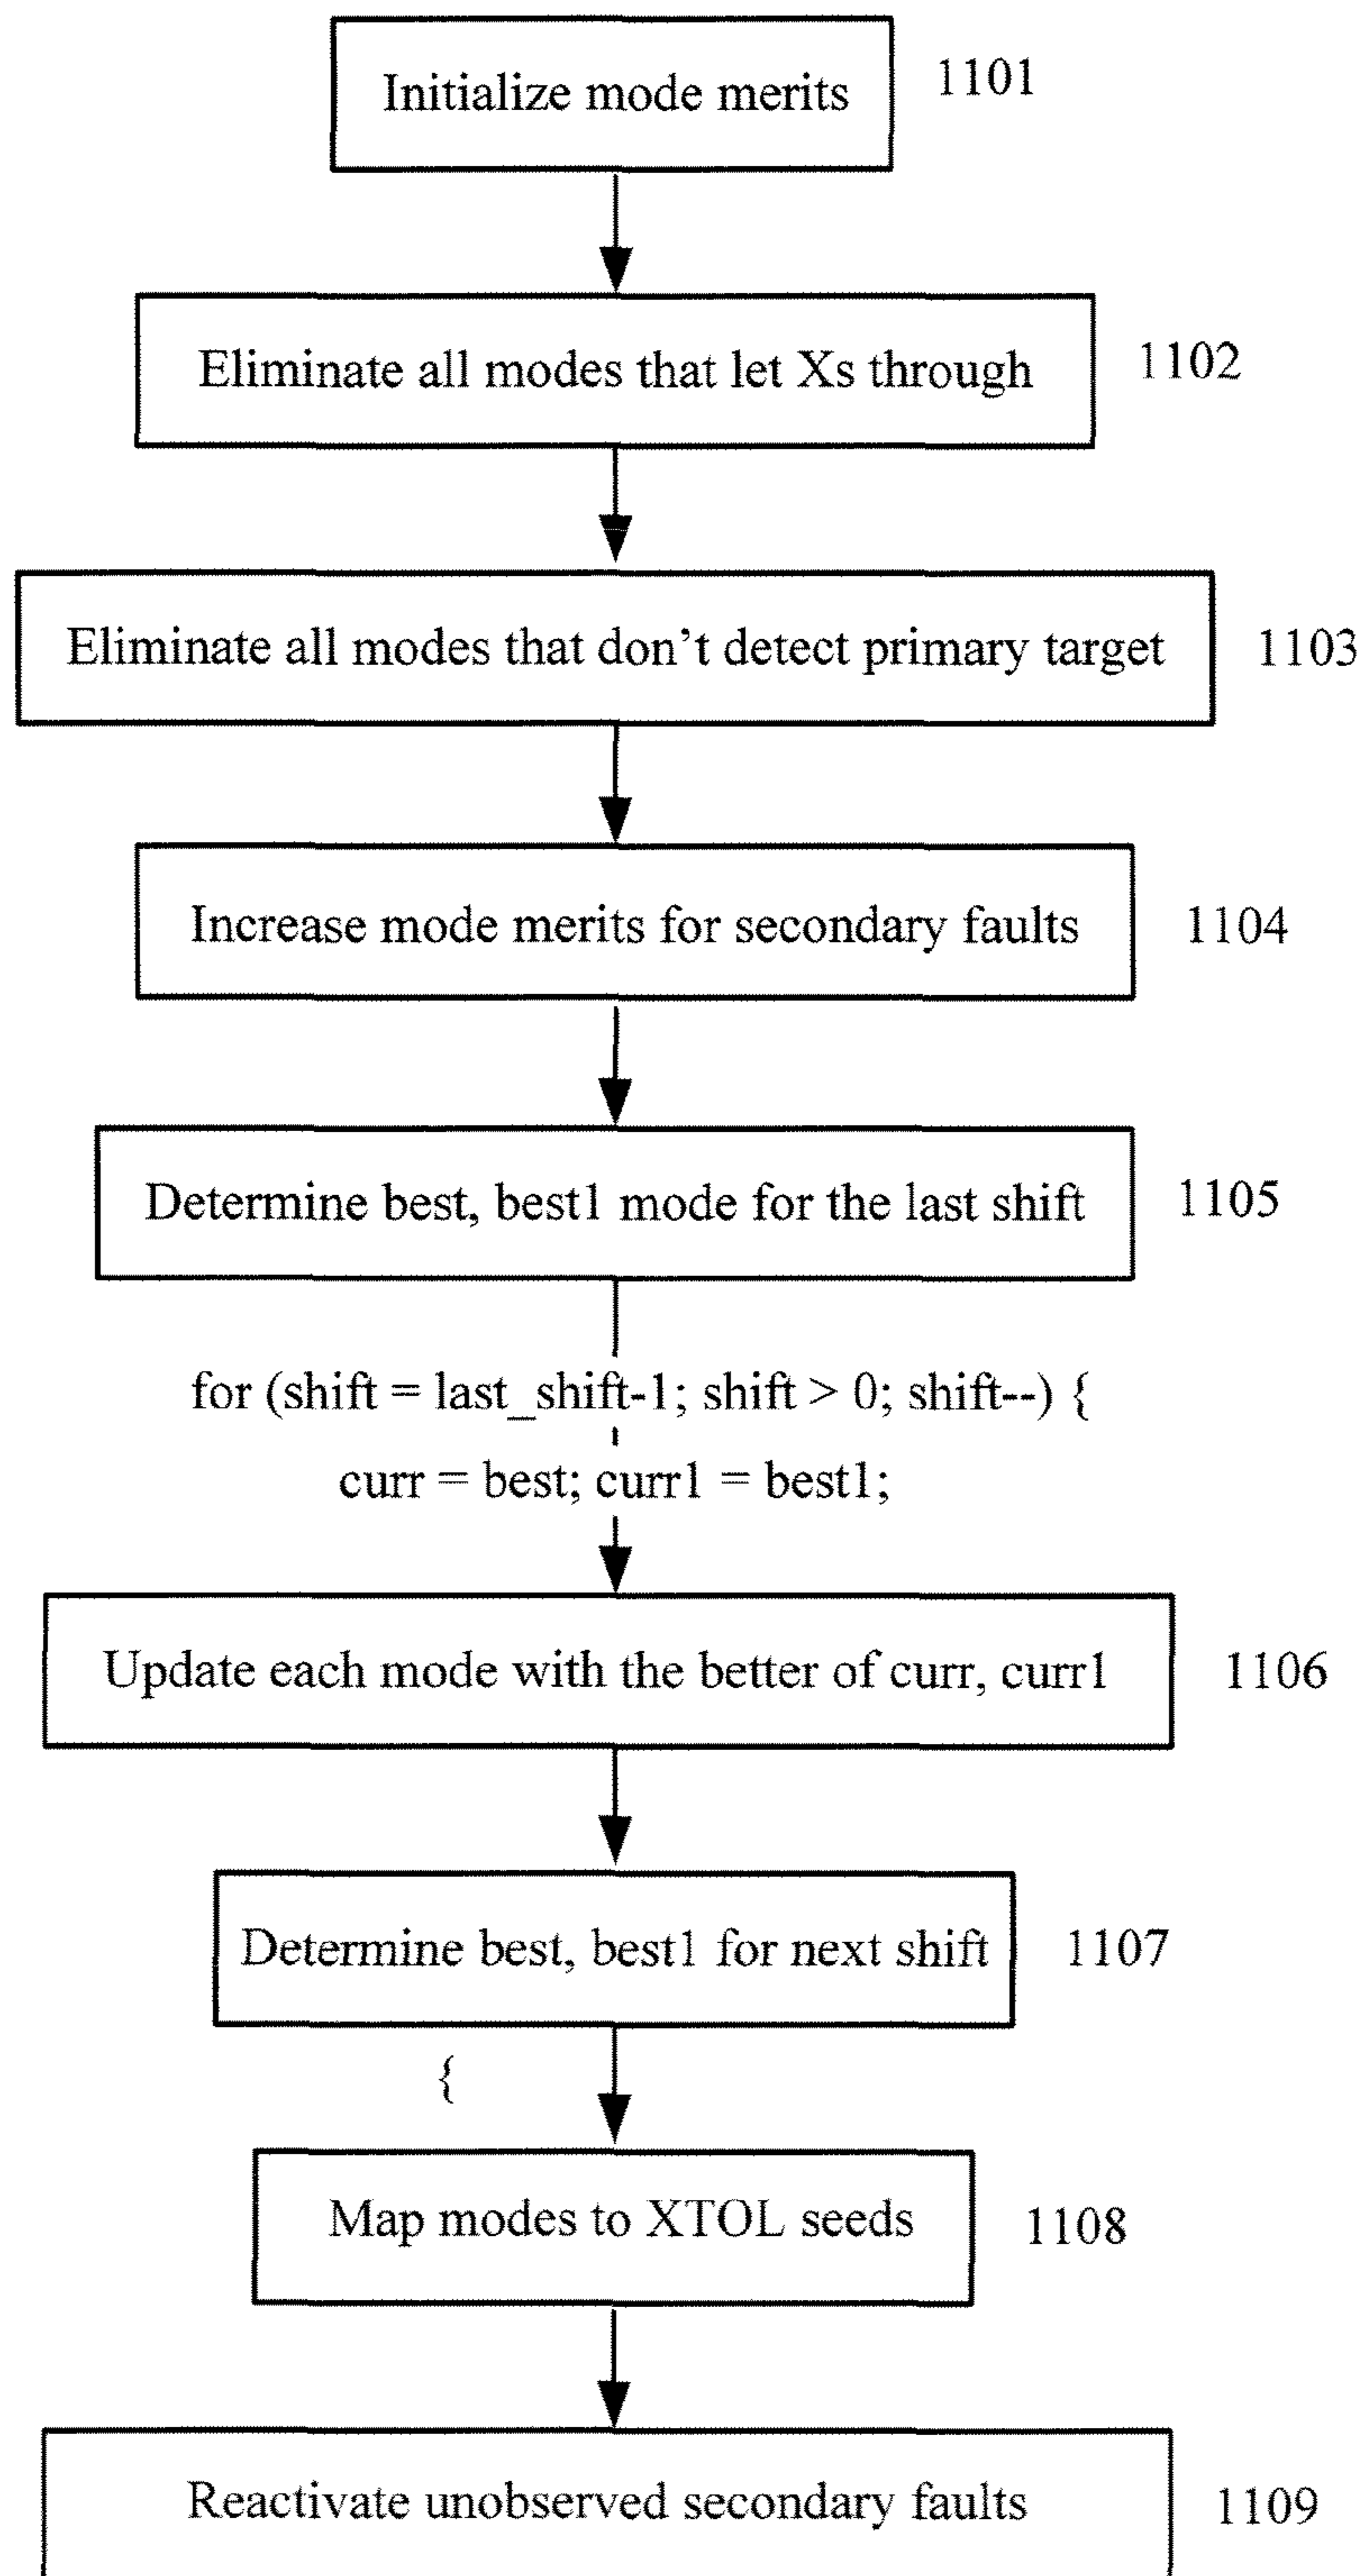 Initialize mode merits 1101
Eliminate all modes that let Xs through 1102
Eliminate all modes that don't detect primary target 1103
Increase mode merits for secondary faults 1104
Determine best, best1 mode for the last shift 1105
for (shift = last_shift-1; shift > 0; shift--) {
curr = best; curr1 = best1;
Update each mode with the better of curr, curr1 1106
Determine best, best1 for next shift 1107
{
Map modes to XTOL seeds 1108
Reactivate unobserved secondary faults 1109